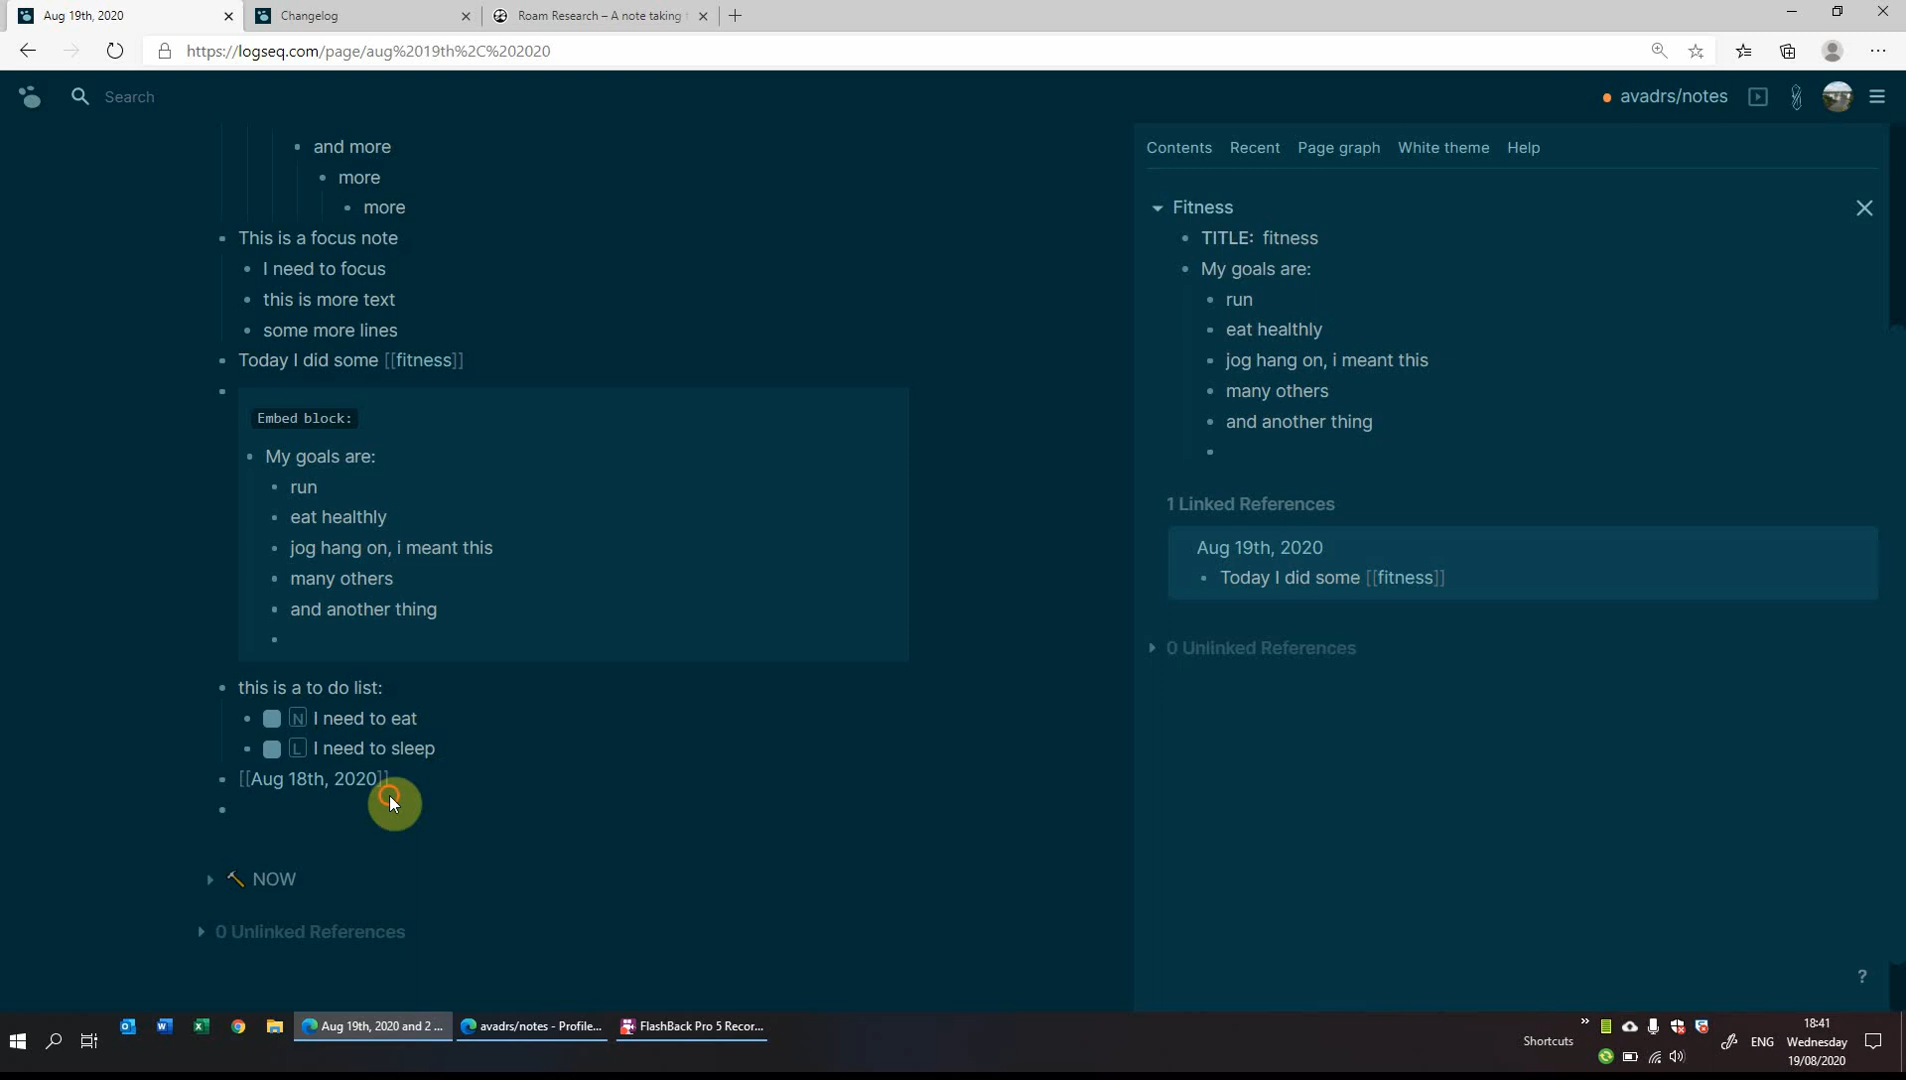 Aug 19th, 2020
Changelog
Roam Research – A note taking
https://logseq.com/page/aug%2019th%2C%202020
Search
avadrs/notes
and more
more
more
This is a focus note
I need to focus
this is more text
some more lines
Today I did some [[fitness]]
Embed block:
My goals are:
run
eat healthly
jog hang on, i meant this
many others
and another thing
this is a to do list:
N I need to eat
L I need to sleep
[[Aug 18th, 2020]]
NOW
0 Unlinked References
Contents Recent Page graph White theme Help
Fitness
TITLE: fitness
My goals are:
run
eat healthly
jog hang on, i meant this
many others
and another thing
1 Linked References
Aug 19th, 2020
Today I did some [[fitness]]
0 Unlinked References
?
Aug 19th, 2020 and 2 ...
avadrs/notes - Profile...
FlashBack Pro 5 Recor...
Shortcuts
ENG
18:41
Wednesday
19/08/2020